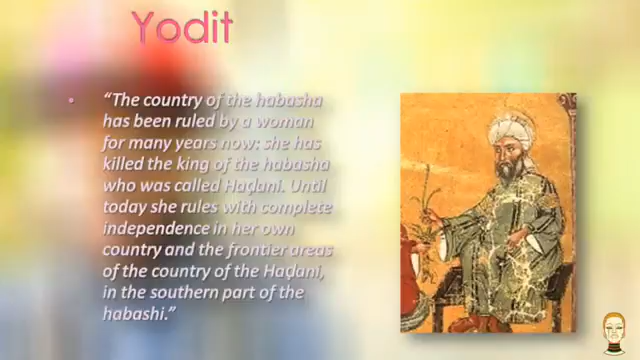 Yodit
• “The country of the habasha
has been ruled by a woman
for many years now: she has
killed the king of the habasha
who was called Haḍani. Until
today she rules with complete
independence in her own
country and the frontier areas
of the country of the Haḍani,
in the southern part of the
habashi.”